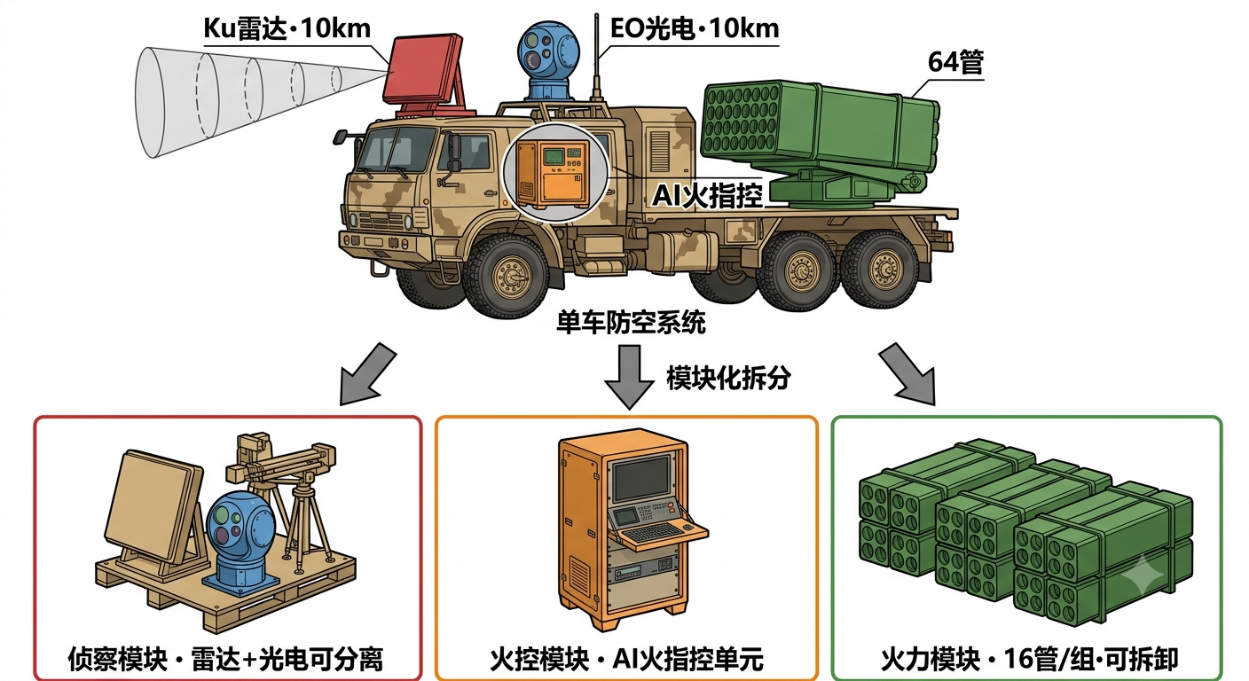 Ku雷达·10km
EO光电·10km
64管
AI火指控
单车防空系统
模块化拆分
侦察模块·雷达+光电可分离
火控模块·AI火指控单元
火力模块·16管/组·可拆卸